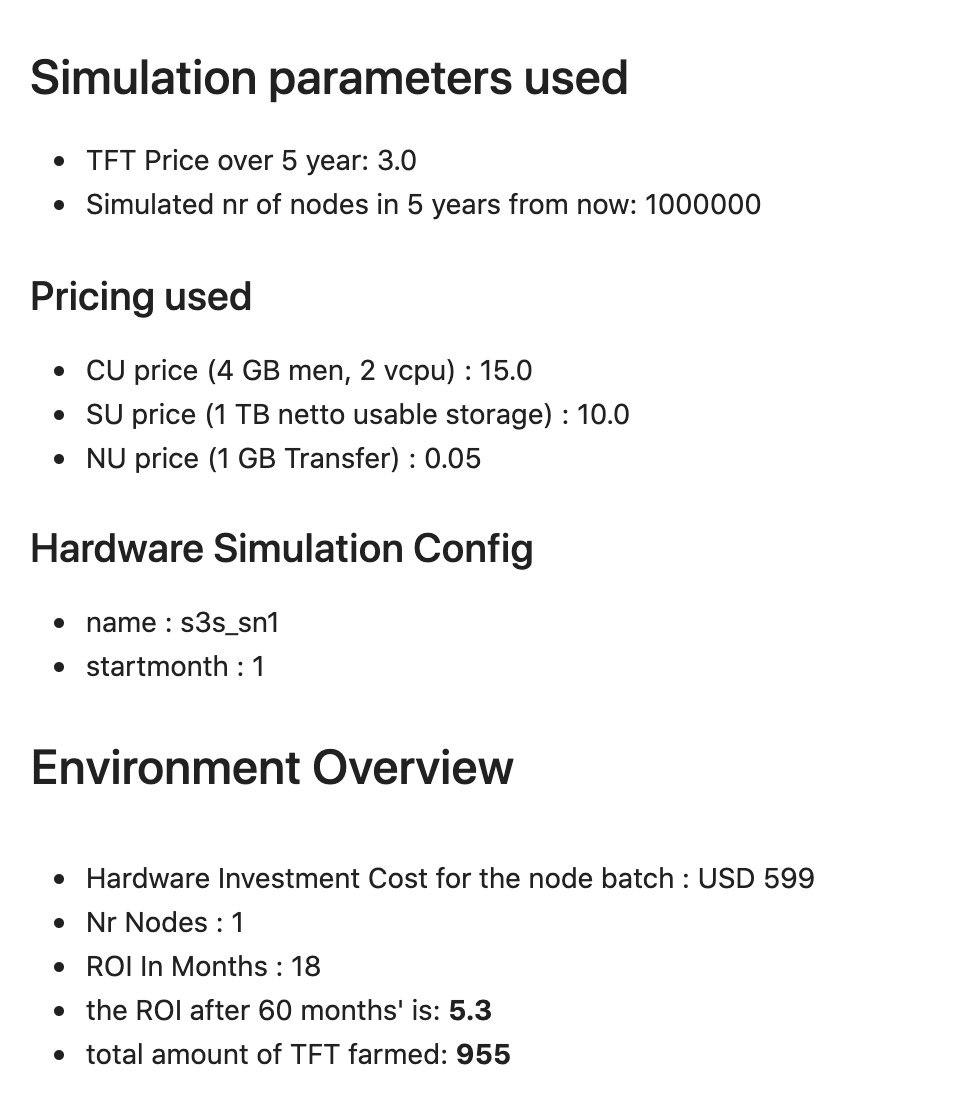 Simulation parameters used
• TFT Price over 5 year: 3.0
• Simulated nr of nodes in 5 years from now: 1000000
Pricing used
• CU price (4 GB men, 2 vcpu) : 15.0
• SU price (1 TB netto usable storage) : 10.0
• NU price (1 GB Transfer) : 0.05
Hardware Simulation Config
• name : s3s_sn1
• startmonth : 1
Environment Overview
• Hardware Investment Cost for the node batch : USD 599
• Nr Nodes : 1
• ROI In Months : 18
• the ROI after 60 months' is: 5.3
• total amount of TFT farmed: 955